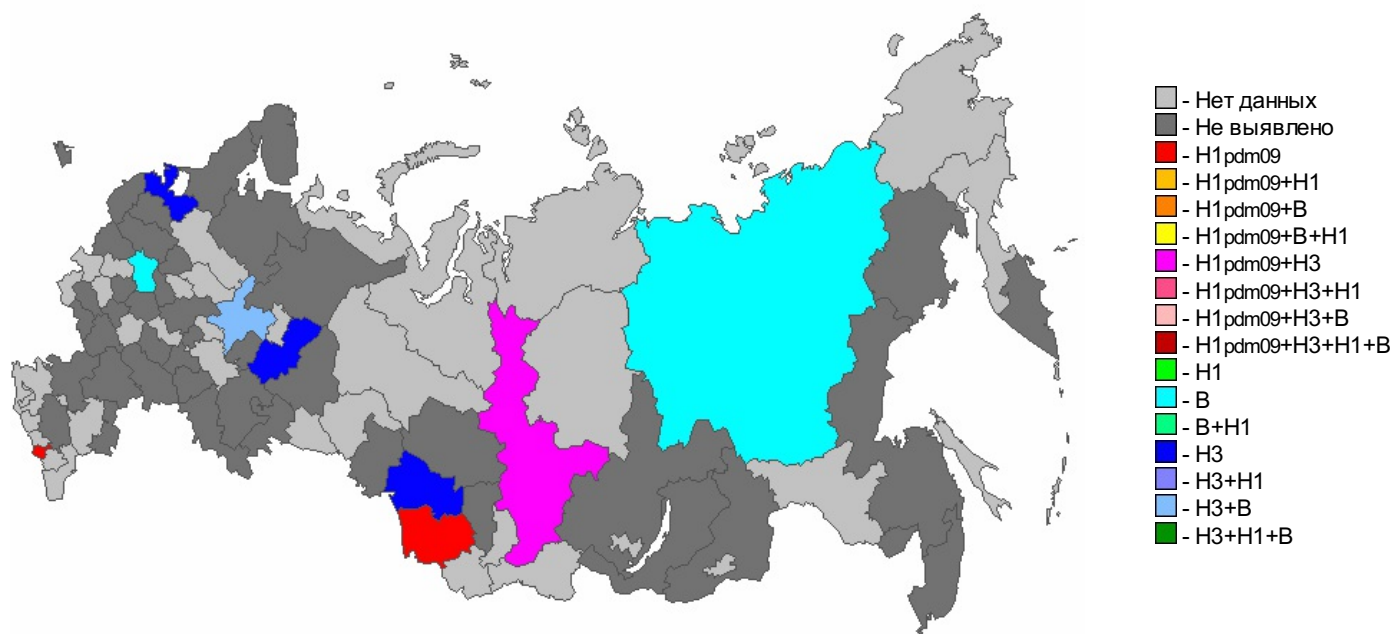 - Нет данных
- Не выявлено
- H1pdm09
- H1pdm09+H1
- H1pdm09+B
- H1pdm09+B+H1
- H1pdm09+H3
- H1pdm09+H3+H1
- H1pdm09+H3+B
- H1pdm09+H3+H1+B
- H1
- B
- B+H1
- H3
- H3+H1
- H3+B
- H3+H1+B